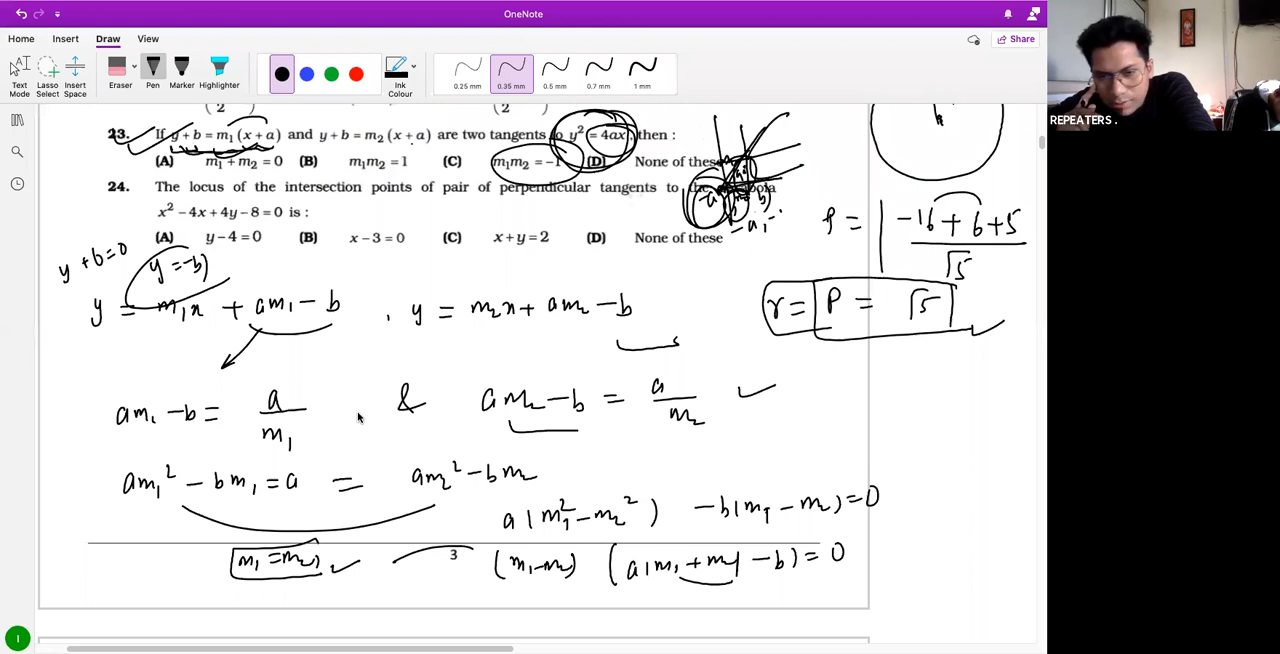 OneNote
Home Insert Draw View
Share
Text Mode
Lasso Select
Insert Space
Eraser
Pen
Marker
Highlighter
Ink Colour
0.25 mm
0.35 mm
0.5 mm
0.7 mm
1 mm
REPEATERS .
23. If y + b = m₁(x + a) and y + b = m₂(x + a) are two tangents to y² = 4ax, then :
(A) m₁ + m₂ = 0 (B) m₁m₂ = 1 (C) m₁m₂ = −1 (D) None of these
24. The locus of the intersection points of pair of perpendicular tangents to the parabola
x² − 4x + 4y − 8 = 0 is :
(A) y − 4 = 0 (B) x − 3 = 0 (C) x + y = 2 (D) None of these
y + b = 0
y = −b)
y = m₁x + am₁ − b , y = m₂x + am₂ − b
P = | −16 + 6 + 5 / √5
r = P = √5
am₁ − b = a / m₁ & am₂ − b = a / m₂
am₁² − bm₁ = a = am₂² − bm₂
a(m₁² − m₂²) − b(m₁ − m₂) = 0
m₁ = m₂
3
(m₁ − m₂) (a(m₁ + m₂) − b) = 0
I